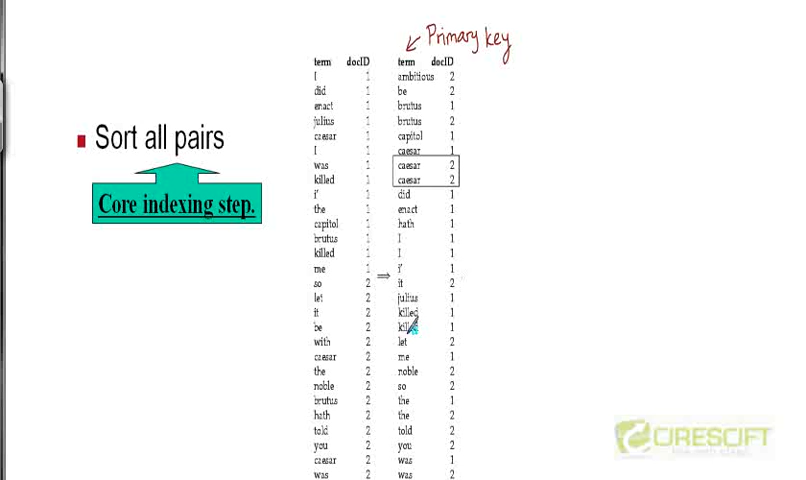 Primary key
term docID term docID
I 1 ambitious 2
did 1 be 2
enact 1 brutus 1
julius 1 brutus 2
caesar 1 capitol 1
I 1 caesar 1
was 1 caesar 2
killed 1 caesar 2
i' 1 did 1
the 1 enact 1
capitol 1 hath 1
brutus 1 I 1
killed 1 I 1
me 1 ⇒ i' 1
so 2 it 2
let 2 julius 1
it 2 killed 1
be 2 killed 1
with 2 let 2
caesar 2 me 1
the 2 noble 2
noble 2 so 2
brutus 2 the 1
hath 2 the 2
told 2 told 2
you 2 you 2
caesar 2 was 1
was 2 was 2
Sort all pairs
Core indexing step.